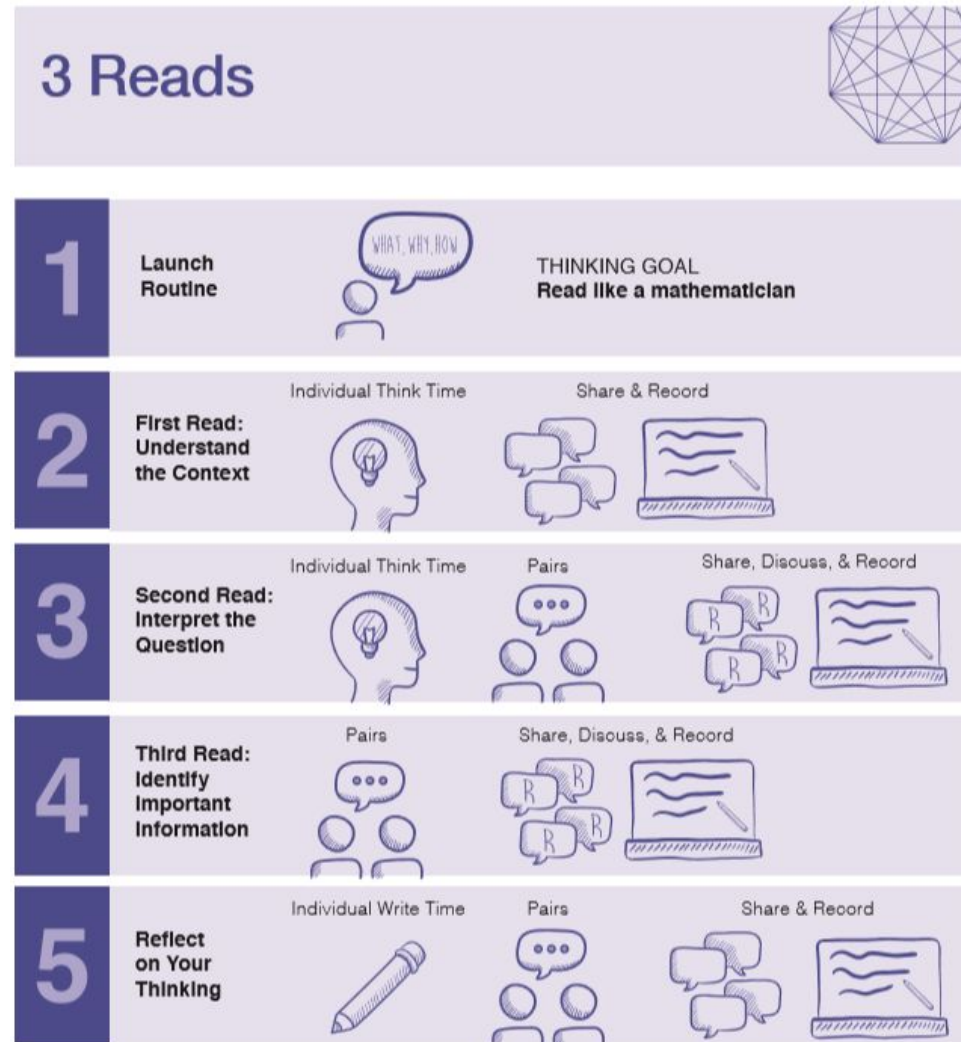 3 Reads
1
Launch
Routine
WHAT, WHY, HOW
THINKING GOAL
Read like a mathematician
2
First Read:
Understand
the Context
Individual Think Time
Share & Record
3
Second Read:
Interpret the
Question
Individual Think Time
Pairs
Share, Discuss, & Record
R
R
R
R
4
Third Read:
Identify
Important
Information
Pairs
Share, Discuss, & Record
R
R
R
R
5
Reflect
on Your
Thinking
Individual Write Time
Pairs
Share & Record